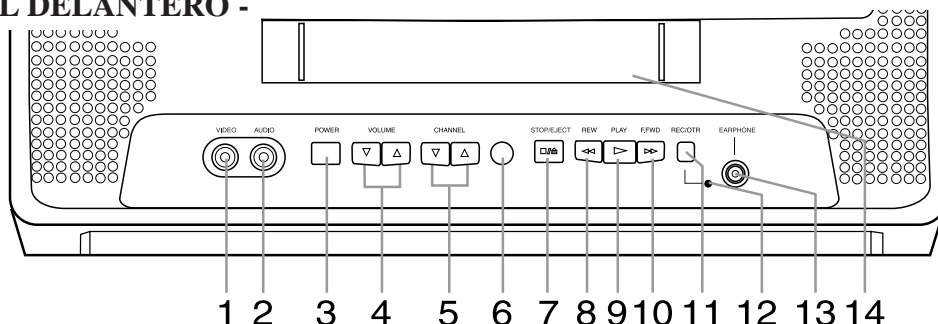 L DELANTERO -
VIDEO AUDIO POWER VOLUME CHANNEL STOP/EJECT REW PLAY F.FWD REC/OTR EARPHONE
1 2 3 4 5 6 7 8 9 10 11 12 13 14